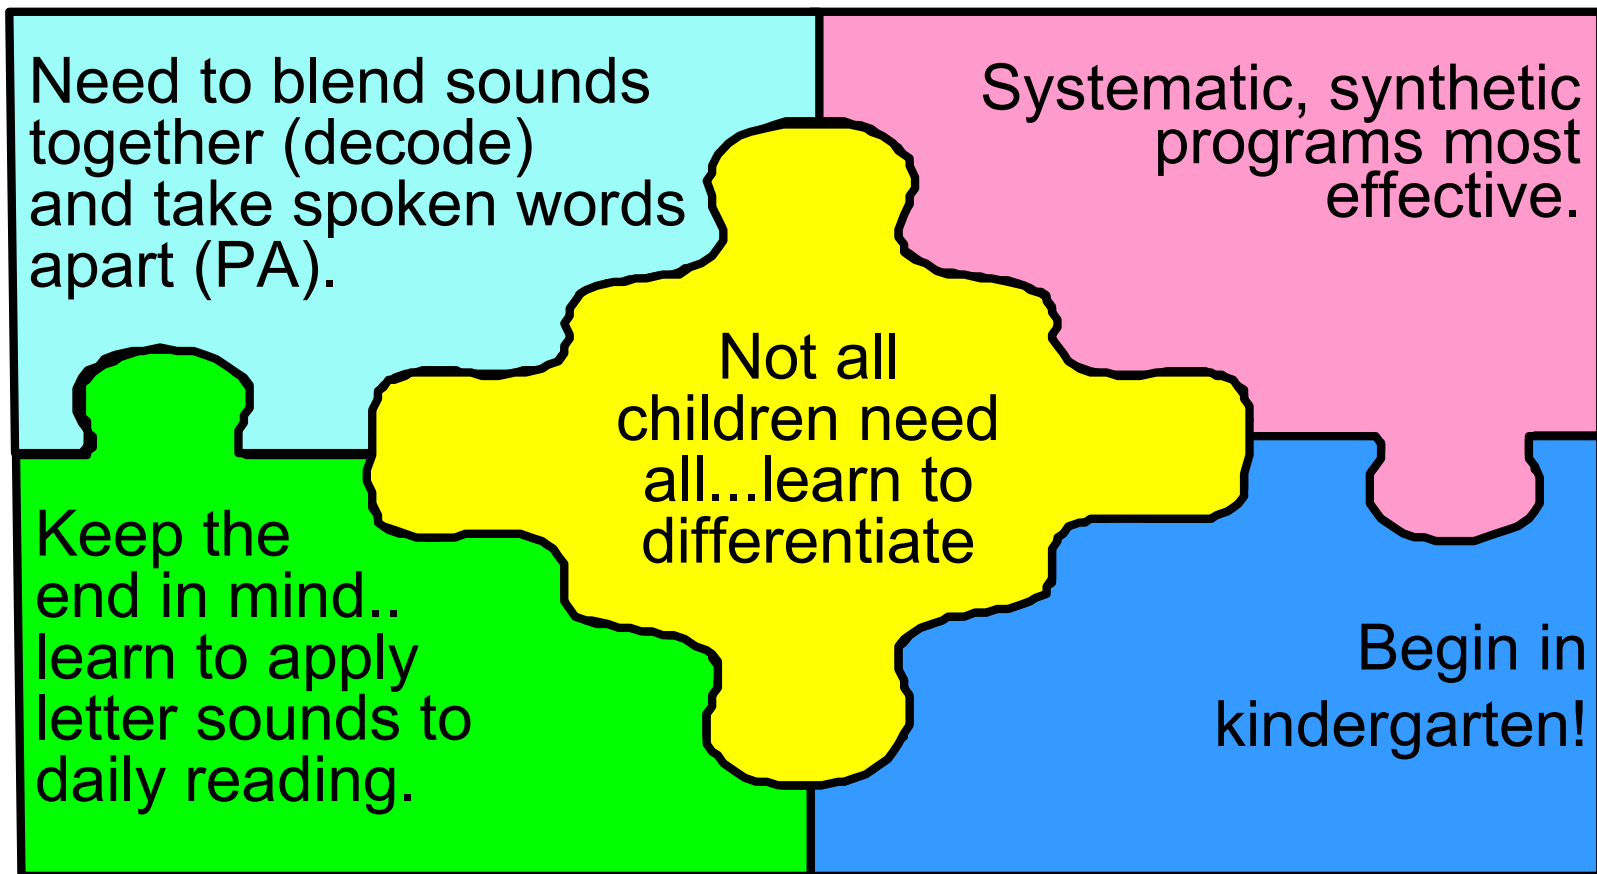 Need to blend sounds
together (decode)
and take spoken words
apart (PA).
Systematic, synthetic
programs most
effective.
Not all
children need
all...learn to
differentiate
Keep the
end in mind..
learn to apply
letter sounds to
daily reading.
Begin in
kindergarten!